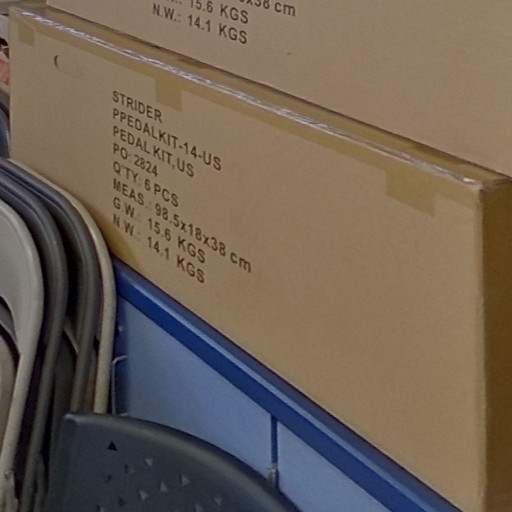 15.6 KGS
N.W.: 14.1 KGS
STRIDER
PPEDALKIT-14-US
PEDAL KIT, US
PO: 2824
Q'TY: 6 PCS
MEAS.: 98.5x18x38 cm
G.W.: 15.6 KGS
N.W.: 14.1 KGS